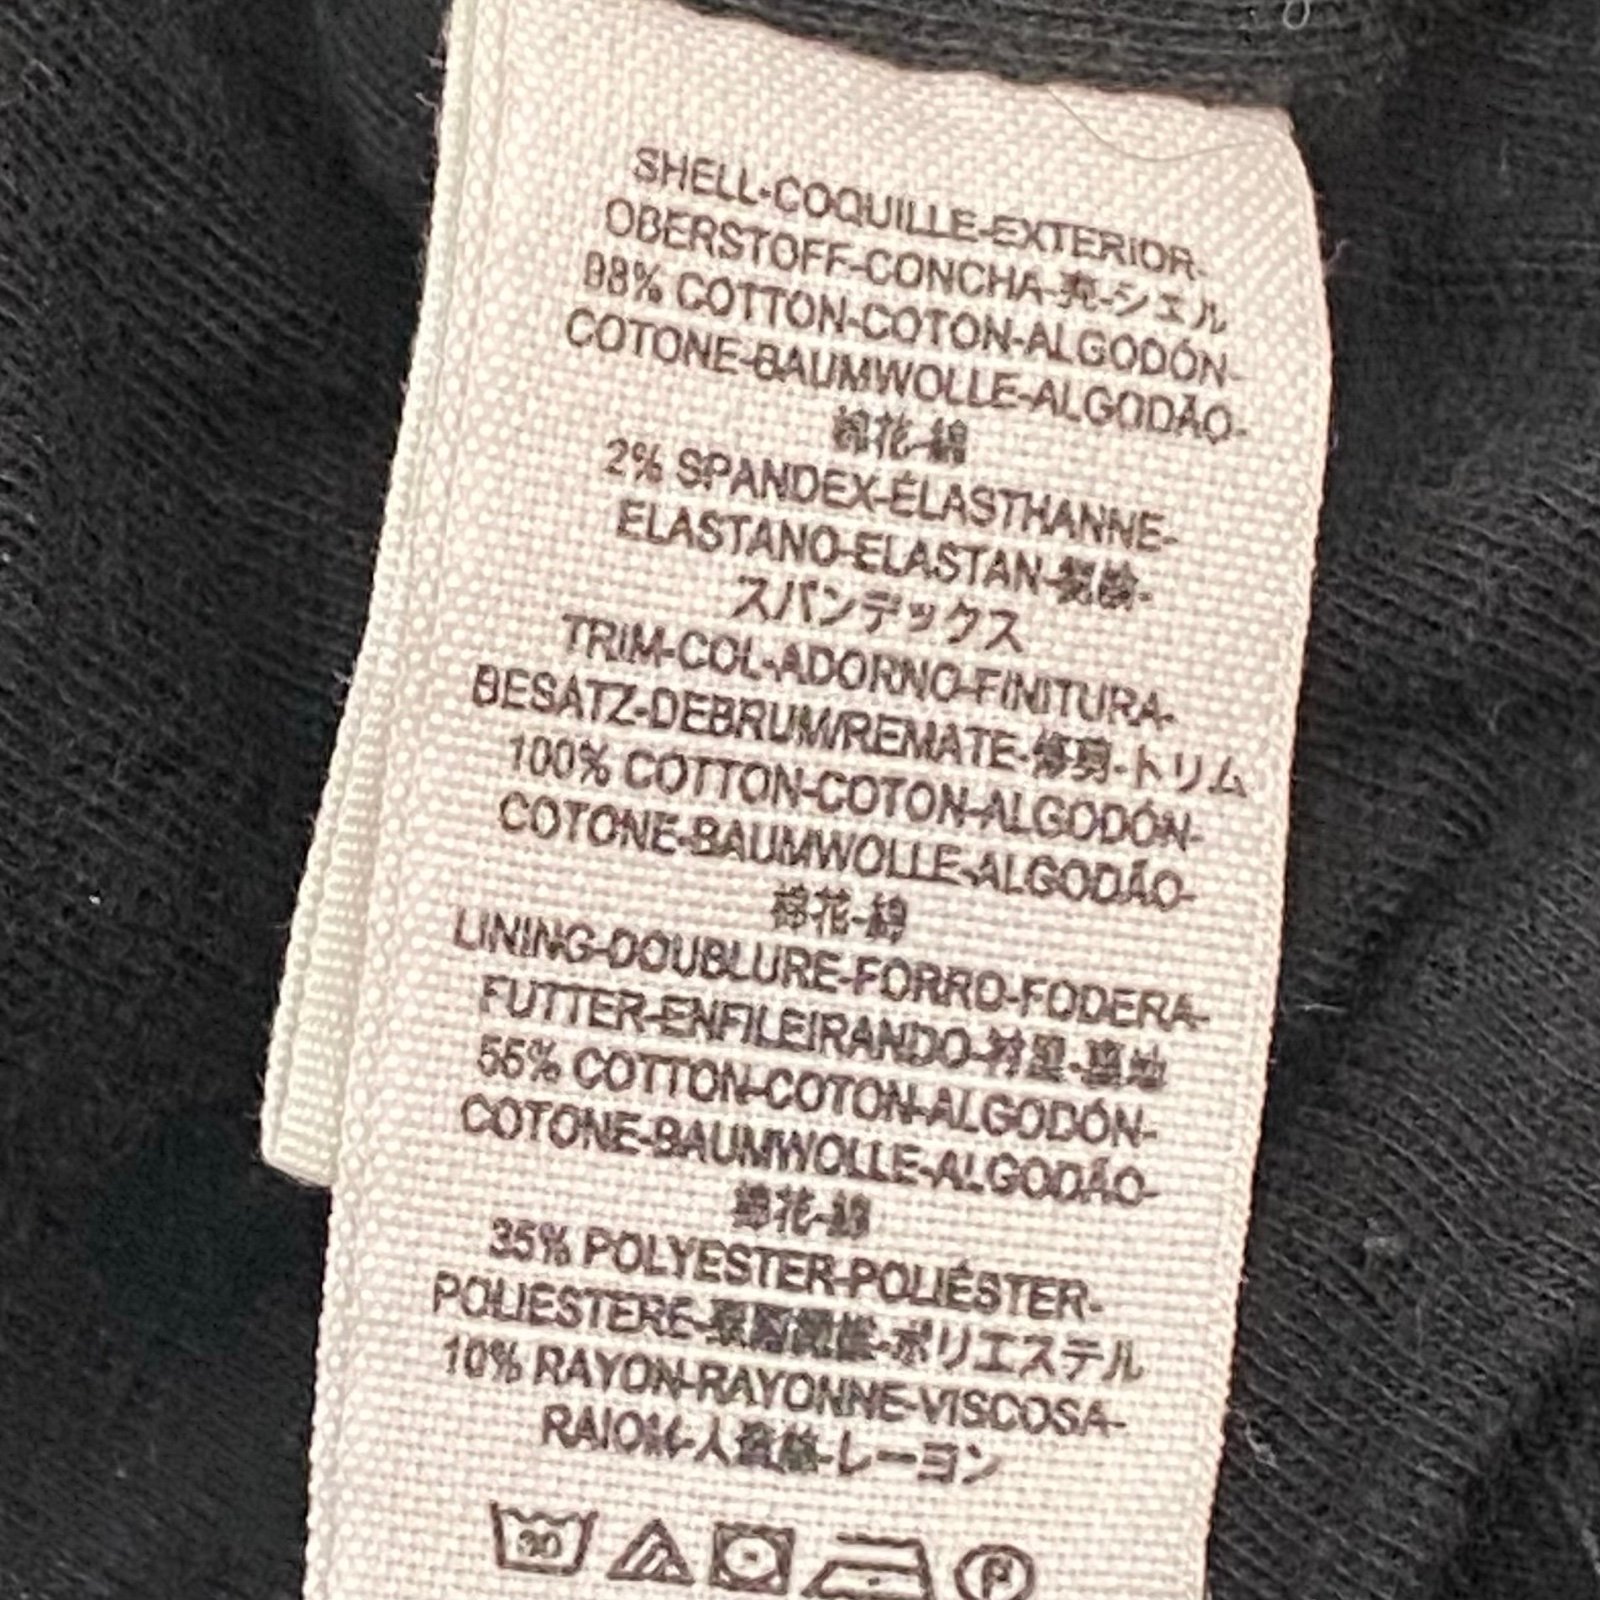 SHELL-COQUILLE-EXTERIOR-
OBERSTOFF-CONCHA-壳-シェル
98% COTTON-COTON-ALGODÓN-
COTONE-BAUMWOLLE-ALGODÃO-
棉花-綿
2% SPANDEX-ÉLASTHANNE-
ELASTANO-ELASTAN-
スパンデックス
TRIM-COL-ADORNO-FINITURA-
BESATZ-DEBRUM/REMATE-修剪-トリム
100% COTTON-COTON-ALGODÓN-
COTONE-BAUMWOLLE-ALGODÃO-
棉花-綿
LINING-DOUBLURE-FORRO-FODERA-
FUTTER-ENFILEIRANDO-衬里-裏地
55% COTTON-COTON-ALGODÓN-
COTONE-BAUMWOLLE-ALGODÃO-
棉花-綿
35% POLYESTER-POLIÉSTER-
POLIESTERE-聚酯纖維-ポリエステル
10% RAYON-RAYONNE-VISCOSA-
RAION-人造絲-レーヨン
30
P